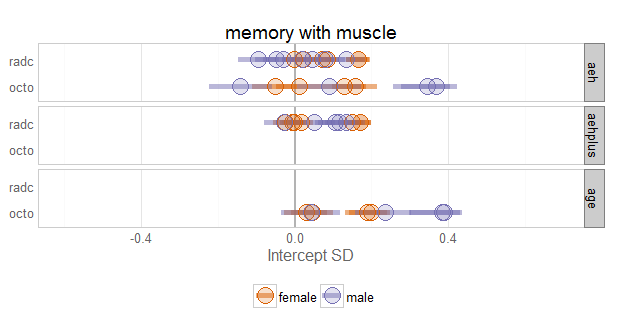 memory with muscle
radc
octo
aeh
radc
octo
aehplus
radc
octo
age
-0.4 0.0 0.4
Intercept SD
female male